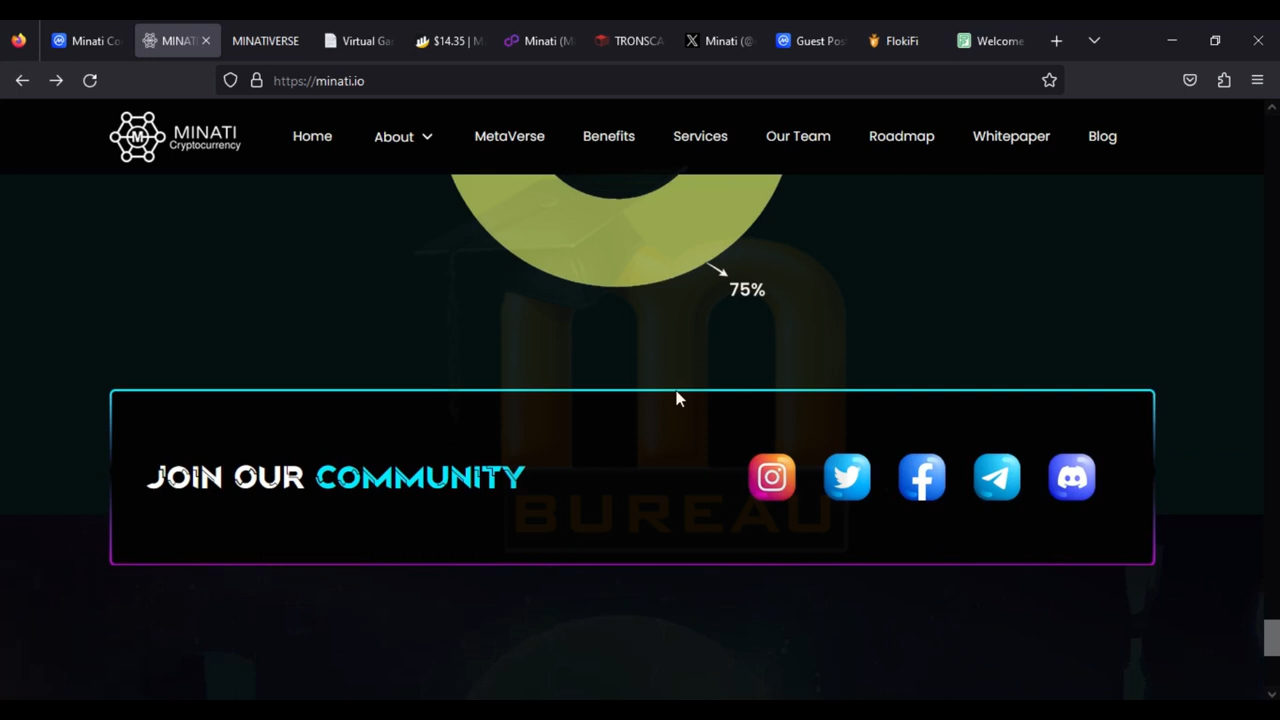 Minati Co
MINATI
MINATIVERSE
Virtual Ga
$14.35 | M
Minati (M
TRONSCA
X
Minati (@
Guest Pos
FlokiFi
Welcome
https://minati.io
M
MINATI
Cryptocurrency
Home
About
MetaVerse
Benefits
Services
Our Team
Roadmap
Whitepaper
Blog
75%
JOIN OUR COMMUNITY
BUREAU